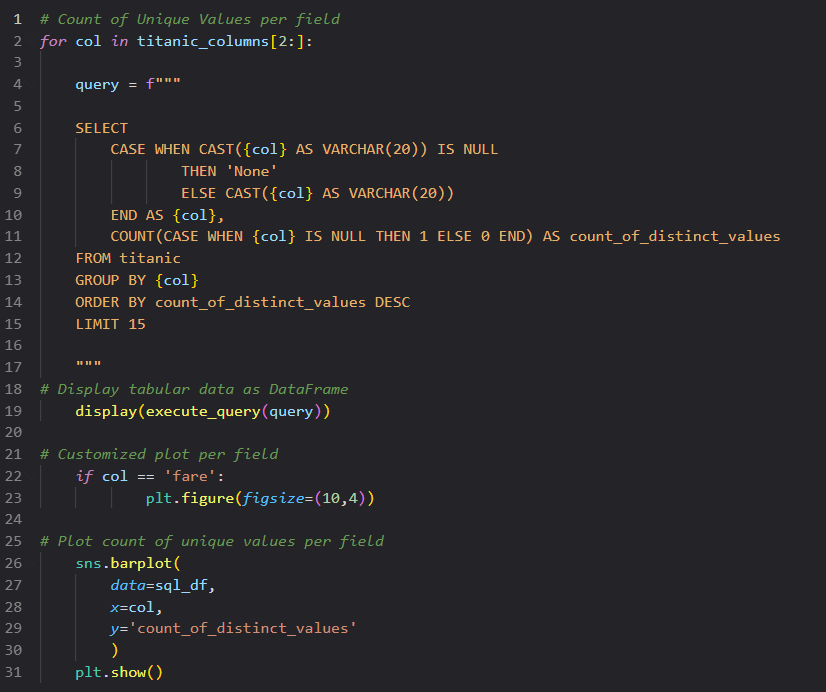 1 # Count of Unique Values per field
2 for col in titanic_columns[2:]:
3
4     query = f"""
5
6     SELECT
7         CASE WHEN CAST({col} AS VARCHAR(20)) IS NULL
8                 THEN 'None'
9                 ELSE CAST({col} AS VARCHAR(20))
10         END AS {col},
11         COUNT(CASE WHEN {col} IS NULL THEN 1 ELSE 0 END) AS count_of_distinct_values
12     FROM titanic
13     GROUP BY {col}
14     ORDER BY count_of_distinct_values DESC
15     LIMIT 15
16
17     """
18 # Display tabular data as DataFrame
19     display(execute_query(query))
20
21 # Customized plot per field
22     if col == 'fare':
23             plt.figure(figsize=(10,4))
24
25 # Plot count of unique values per field
26     sns.barplot(
27         data=sql_df,
28         x=col,
29         y='count_of_distinct_values'
30         )
31     plt.show()